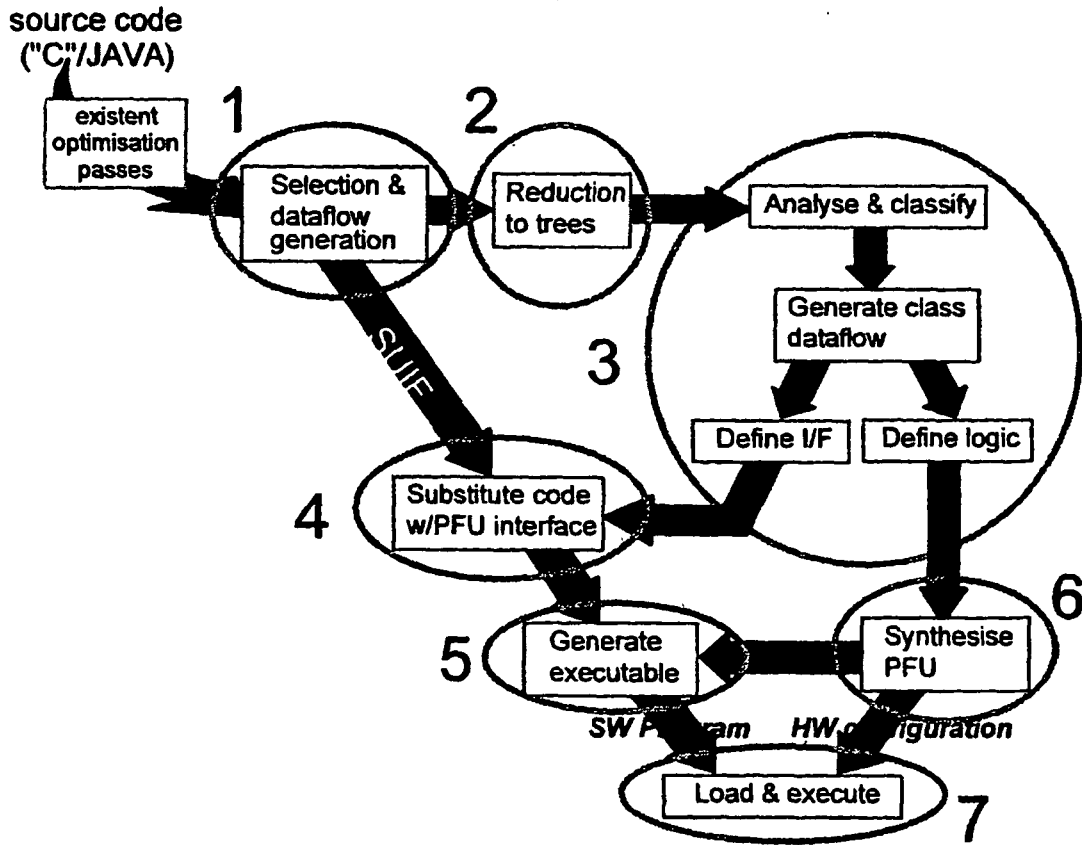 source code
("C"/JAVA)
existent
optimisation
passes
1
Selection &
dataflow
generation
2
Reduction
to trees
Analyse & classify
Generate class
dataflow
3
Define I/F
Define logic
SUIF
4
Substitute code
w/PFU interface
5
Generate
executable
6
Synthesise
PFU
SW
HW
Load & execute
7